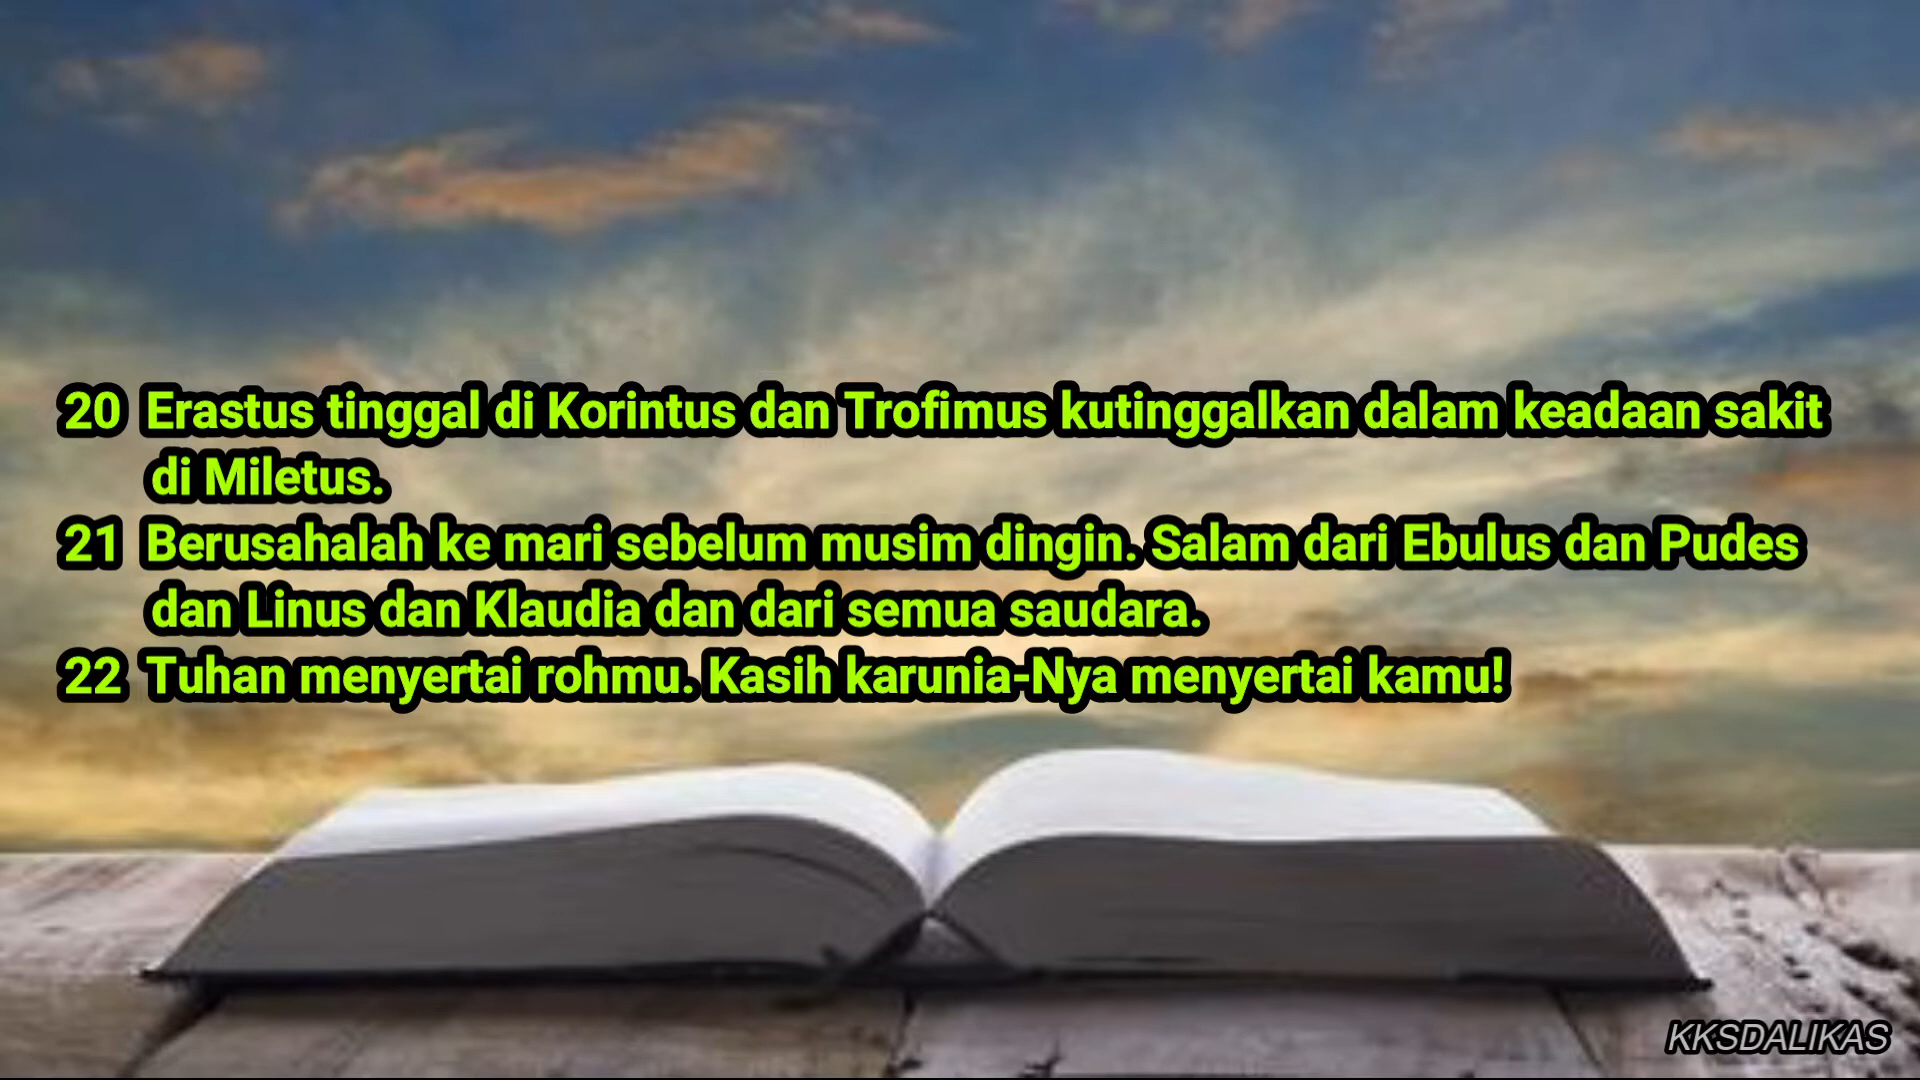 20 Erastus tinggal di Korintus dan Trofimus kutinggalkan dalam keadaan sakit
di Miletus.
21 Berusahalah ke mari sebelum musim dingin. Salam dari Ebulus dan Pudes
dan Linus dan Klaudia dan dari semua saudara.
22 Tuhan menyertai rohmu. Kasih karunia-Nya menyertai kamu!
KKSDALIKAS